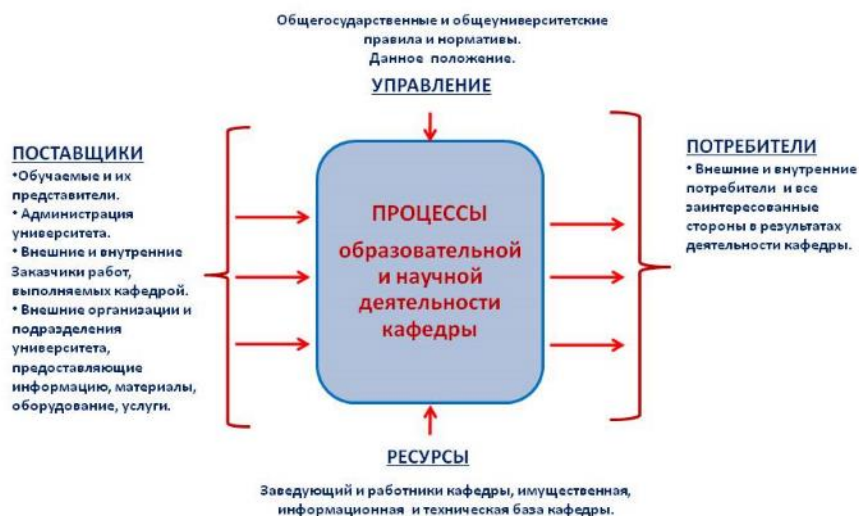 Общегосударственные и общеуниверситетские
правила и нормативы.
Данное положение.
УПРАВЛЕНИЕ
ПОСТАВЩИКИ
•Обучаемые и их
представители.
• Администрация
университета.
• Внешние и внутренние
Заказчики работ,
выполняемых кафедрой.
• Внешние организации и
подразделения
университета,
предоставляющие
информацию, материалы,
оборудование, услуги.
ПРОЦЕССЫ
образовательной
и научной
деятельности
кафедры
ПОТРЕБИТЕЛИ
• Внешние и внутренние
потребители и все
заинтересованные
стороны в результатах
деятельности кафедры.
РЕСУРСЫ
Заведующий и работники кафедры, имущественная,
информационная и техническая база кафедры.